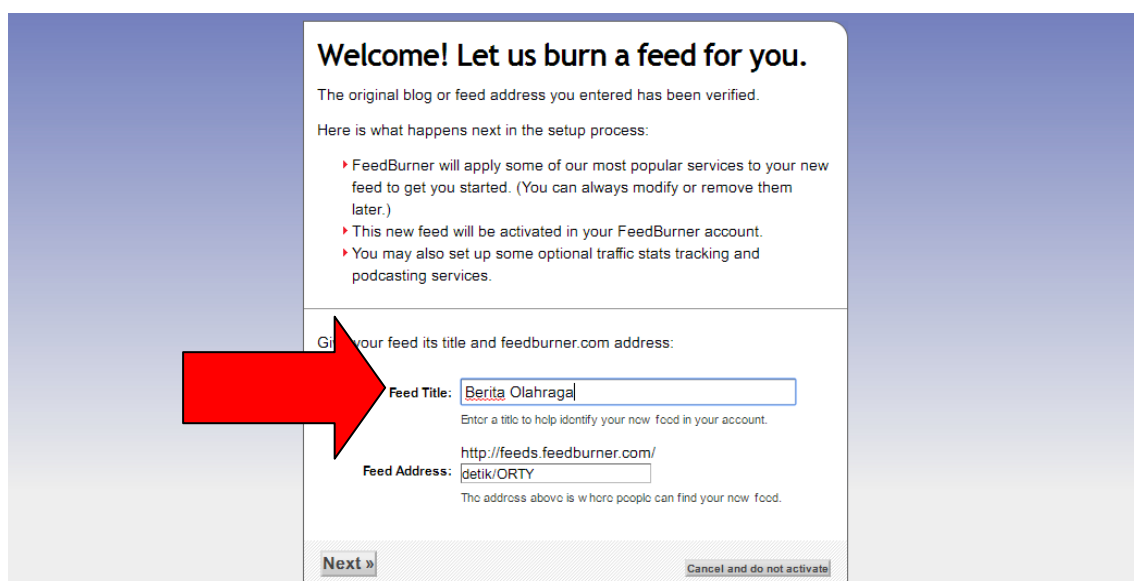 Welcome! Let us burn a feed for you.
The original blog or feed address you entered has been verified.
Here is what happens next in the setup process:
FeedBurner will apply some of our most popular services to your new
feed to get you started. (You can always modify or remove them
later.)
This new feed will be activated in your FeedBurner account.
You may also set up some optional traffic stats tracking and
podcasting services.
your feed its title and feedburner.com address:
Feed Title: Berita Olahraga
Enter a title to help identify your new feed in your account.
http://feeds.feedburner.com/
Feed Address: detik/ORTY
The address above is where people can find your new feed.
Next »
Cancel and do not activate